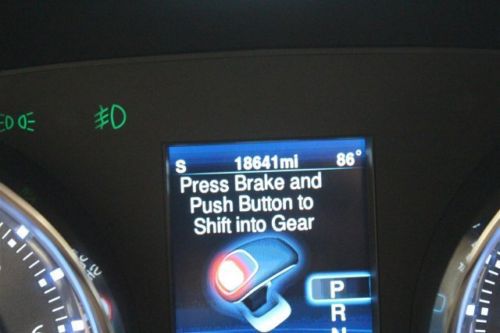 S 18641mi 86°
Press Brake and
Push Button to
Shift into Gear
P
R
N